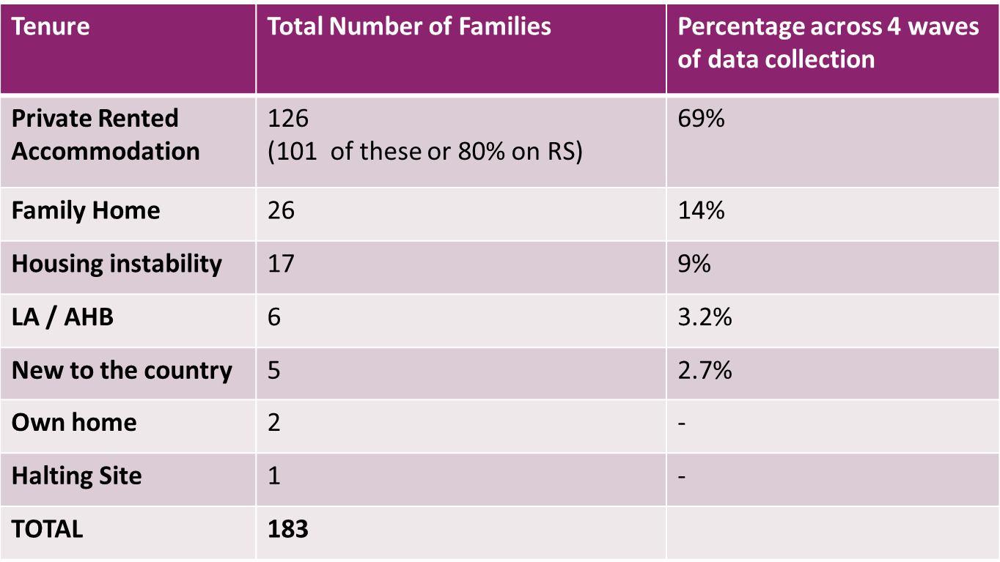 Tenure
Total Number of Families
Percentage across 4 waves
of data collection
Private Rented
Accommodation
126
(101 of these or 80% on RS)
69%
Family Home
26
14%
Housing instability
17
9%
LA / AHB
6
3.2%
New to the country
5
2.7%
Own home
2
-
Halting Site
1
-
TOTAL
183